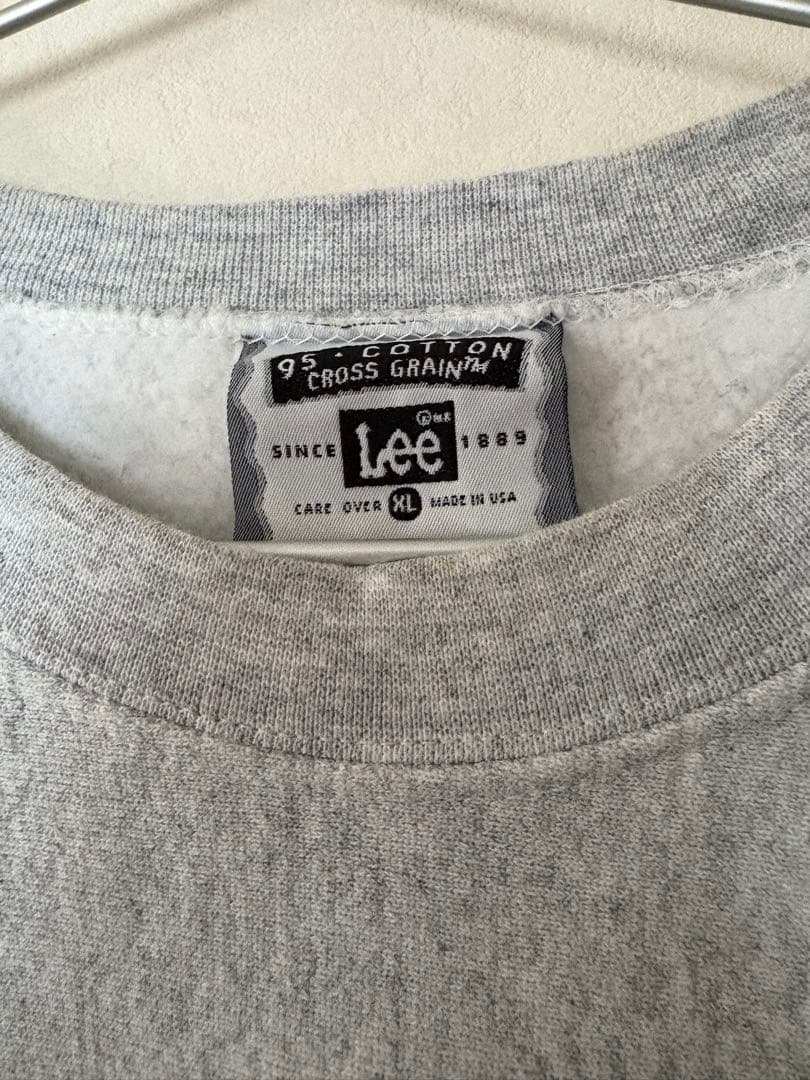 95 · COTTON
CROSS GRAIN™
SINCE Lee 1889
CARE OVER XL MADE IN USA